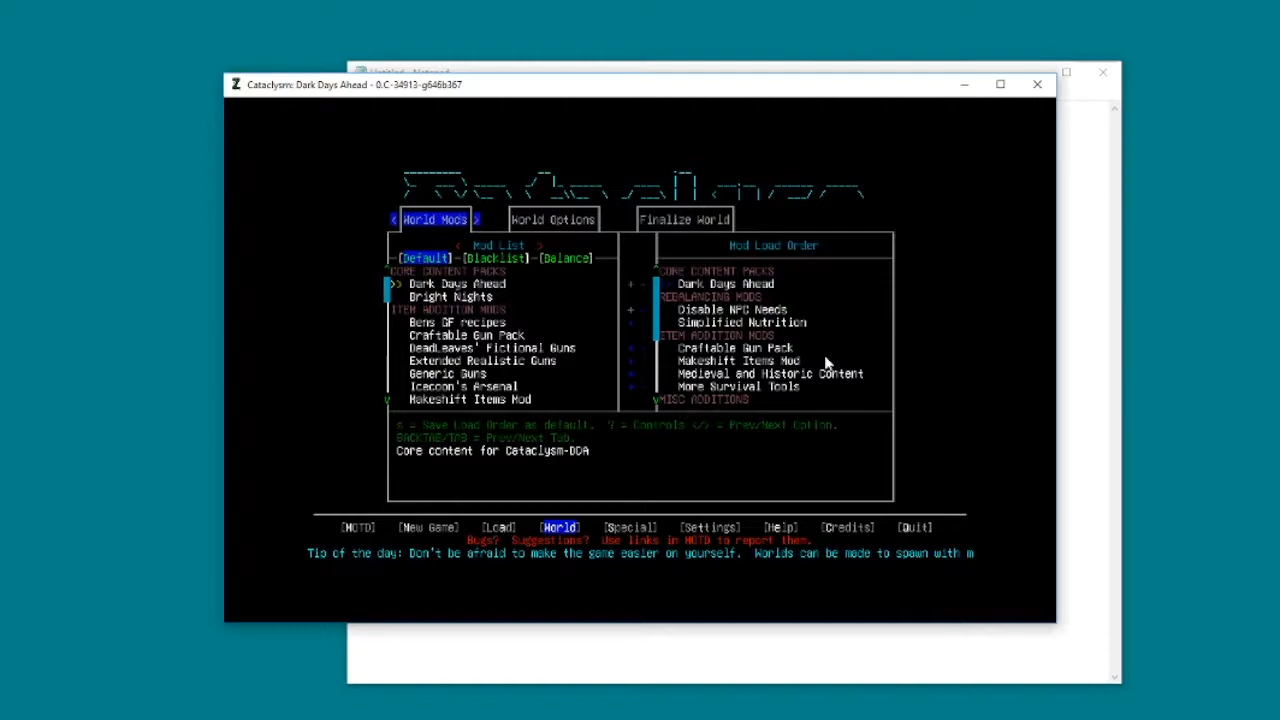 Untitled - Notepad
Cataclysm: Dark Days Ahead - 0.C-34913-g646b367
< World Mods >
World Options
Finalize World
< Mod List >
Mod Load Order
[Default]-[Blacklist]-[Balance]
CORE CONTENT PACKS
CORE CONTENT PACKS
>> Dark Days Ahead
+ - Dark Days Ahead
Bright Nights
REBALANCING MODS
ITEM ADDITION MODS
+ - Disable NPC Needs
Bens GF recipes
Simplified Nutrition
Craftable Gun Pack
ITEM ADDITION MODS
DeadLeaves' Fictional Guns
Craftable Gun Pack
Extended Realistic Guns
Makeshift Items Mod
Generic Guns
Medieval and Historic Content
Icecoon's Arsenal
More Survival Tools
Makeshift Items Mod
MISC ADDITIONS
s = Save Load Order as default. ? = Controls </> = Prev/Next Option.
BACKTAB/TAB = Prev/Next Tab.
Core content for Cataclysm-DDA
[MOTD] [New Game] [Load] [World] [Special] [Settings] [Help] [Credits] [Quit]
Bugs? Suggestions? Use links in MOTD to report them.
Tip of the day: Don't be afraid to make the game easier on yourself. Worlds can be made to spawn with m